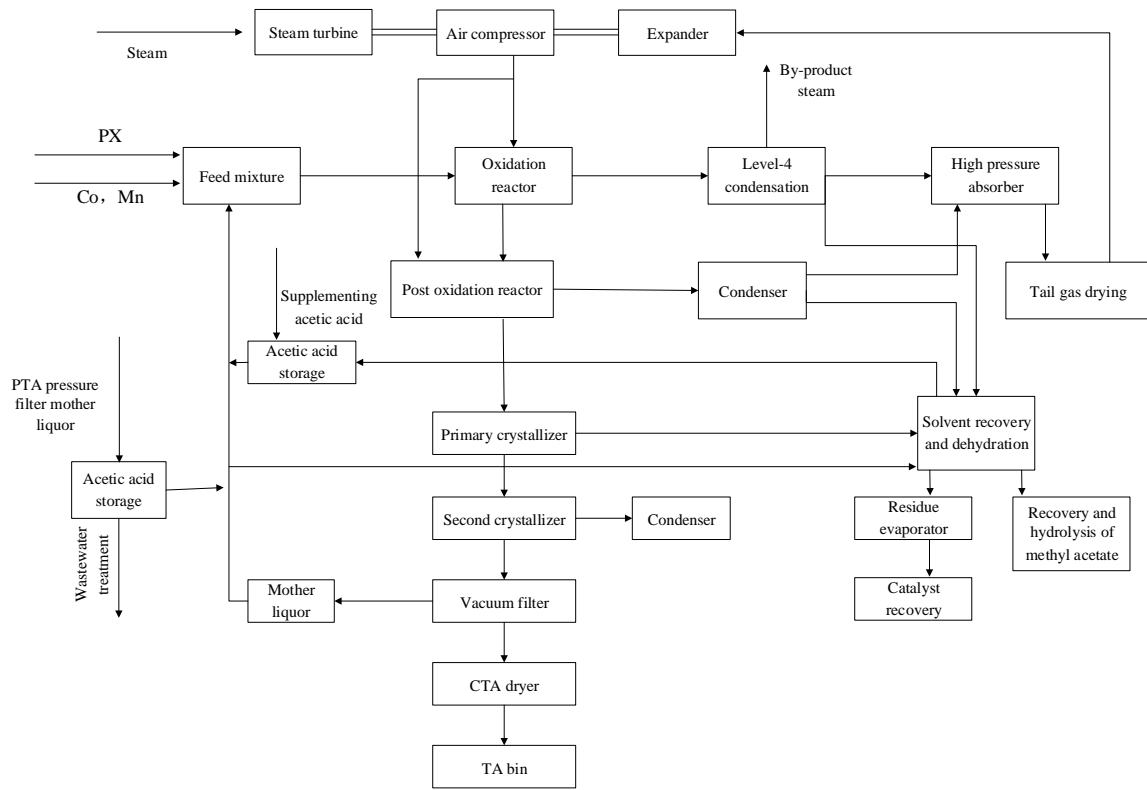 Steam turbine
Air compressor
Expander
Steam
By-product
steam
PX
Co，Mn
Feed mixture
Oxidation
reactor
Level-4
condensation
High pressure
absorber
Post oxidation reactor
Condenser
Tail gas drying
Supplementing
acetic acid
Acetic acid
storage
PTA pressure
filter mother
liquor
Primary crystallizer
Solvent recovery
and dehydration
Acetic acid
storage
Second crystallizer
Condenser
Residue
evaporator
Recovery and
hydrolysis of
methyl acetate
Wastewater
treatment
Mother
liquor
Vacuum filter
Catalyst
recovery
CTA dryer
TA bin